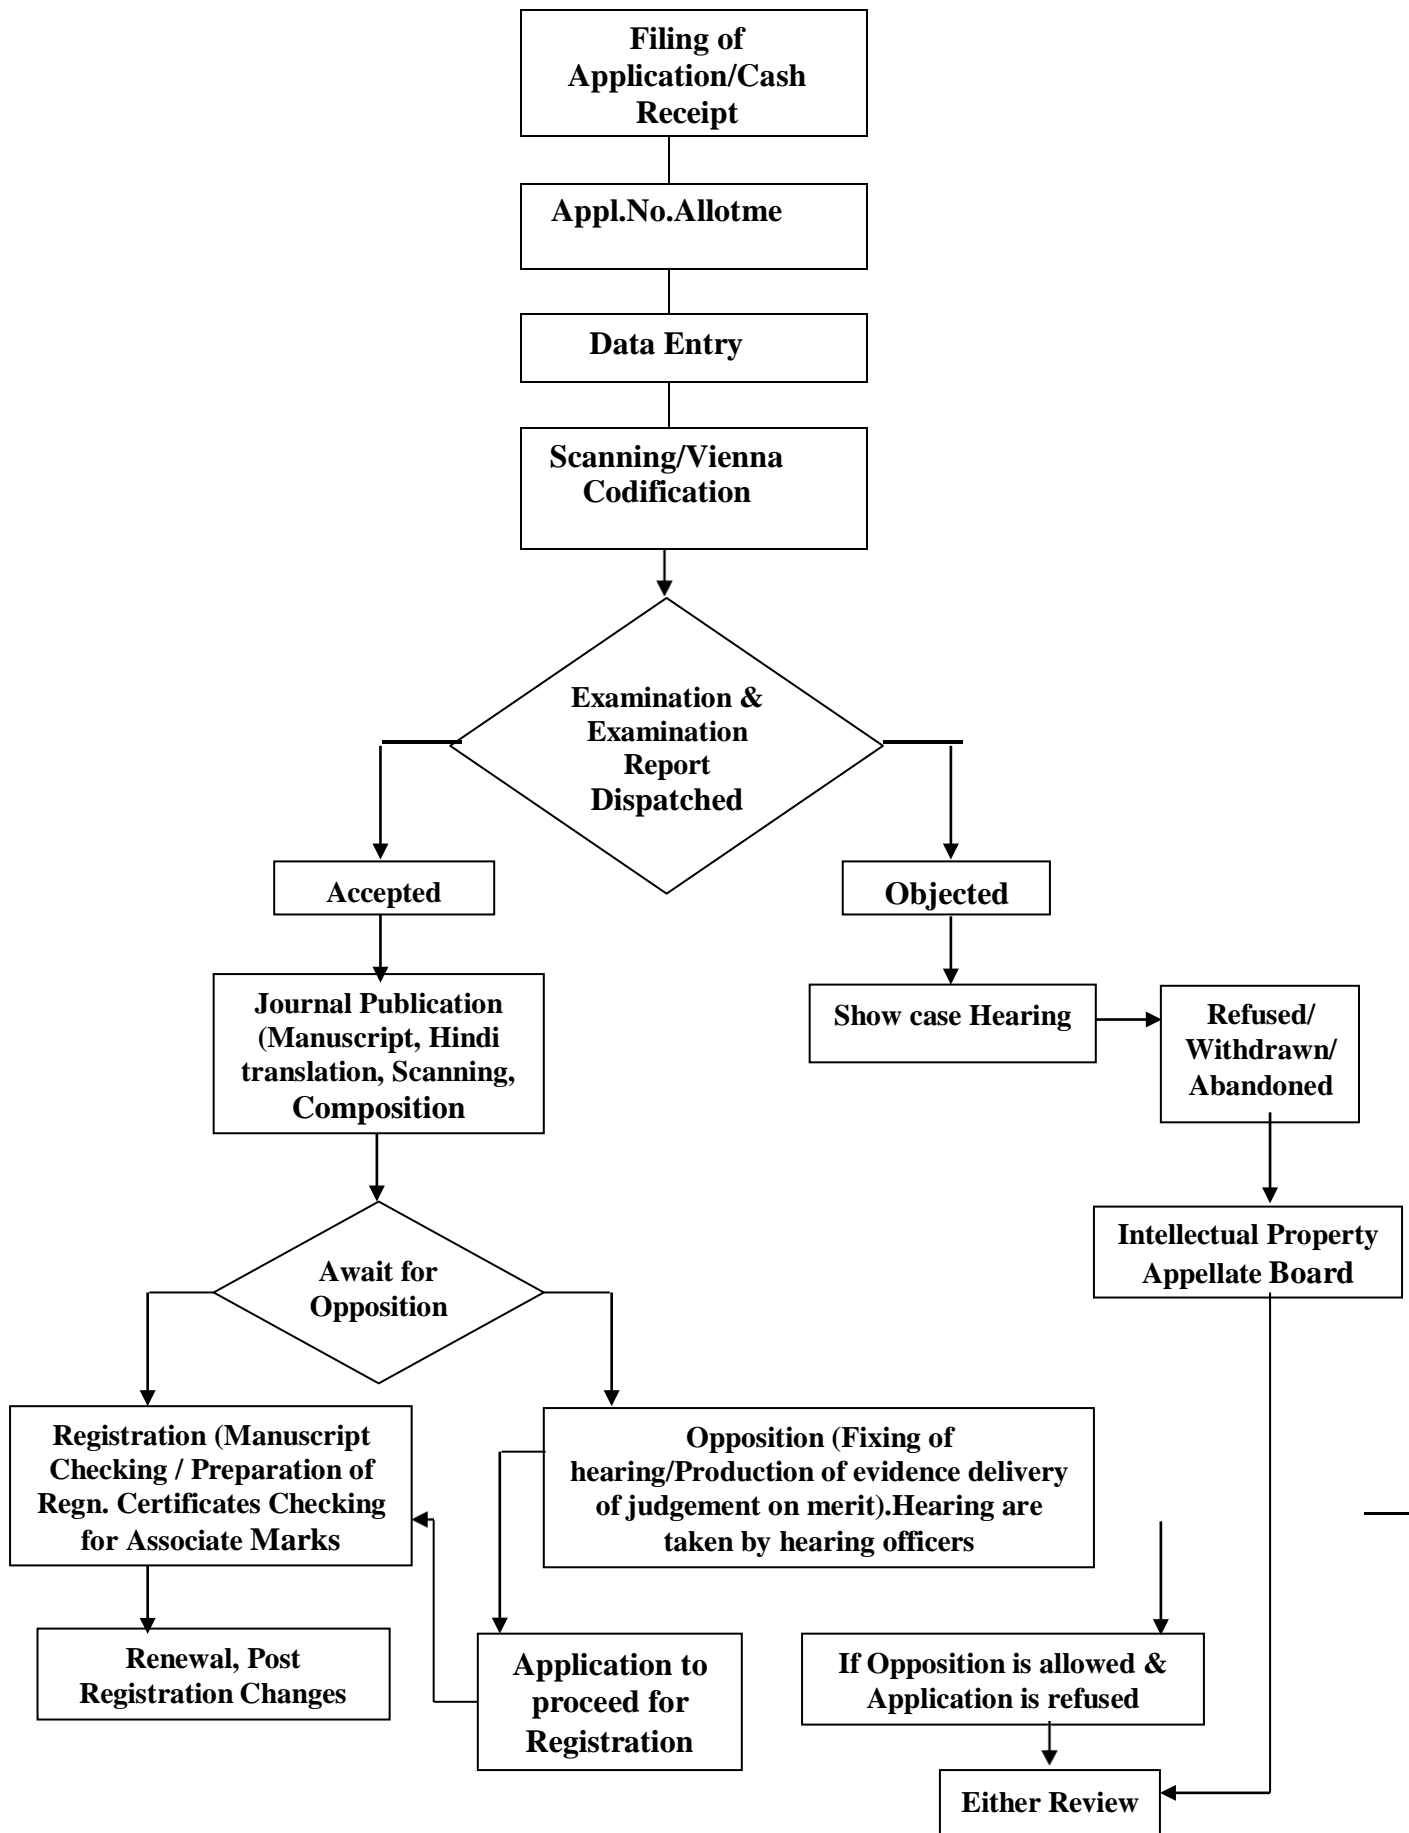 Filing of
Application/Cash
Receipt
Appl.No.Allotme
Data Entry
Scanning/Vienna
Codification
Examination &
Examination
Report
Dispatched
Accepted
Objected
Journal Publication
(Manuscript, Hindi
translation, Scanning,
Composition
Show case Hearing
Refused/
Withdrawn/
Abandoned
Intellectual Property
Appellate Board
Await for
Opposition
Registration (Manuscript
Checking / Preparation of
Regn. Certificates Checking
for Associate Marks
Opposition (Fixing of
hearing/Production of evidence delivery
of judgement on merit).Hearing are
taken by hearing officers
Renewal, Post
Registration Changes
Application to
proceed for
Registration
If Opposition is allowed &
Application is refused
Either Review